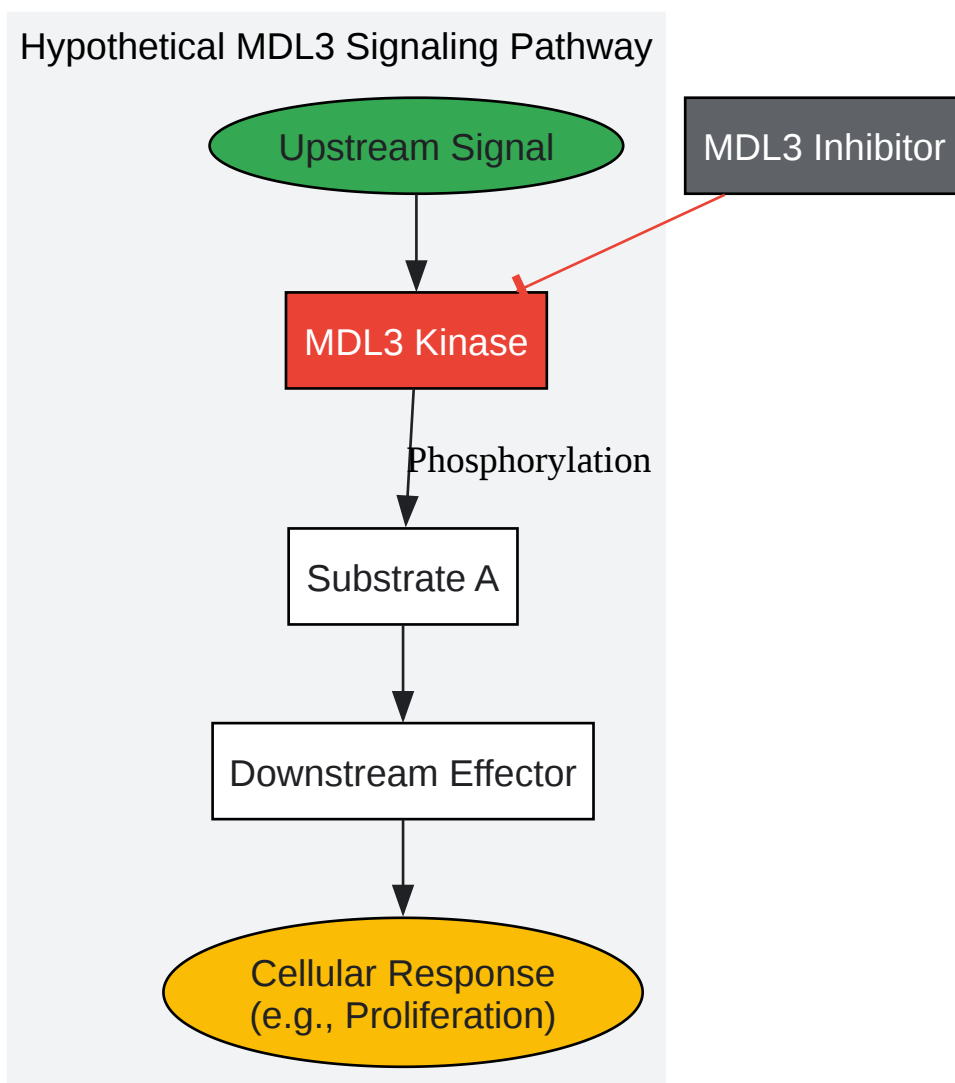 Hypothetical MDL3 Signaling Pathway
Upstream Signal
MDL3 Inhibitor
MDL3 Kinase
Phosphorylation
Substrate A
Downstream Effector
Cellular Response
(e.g., Proliferation)